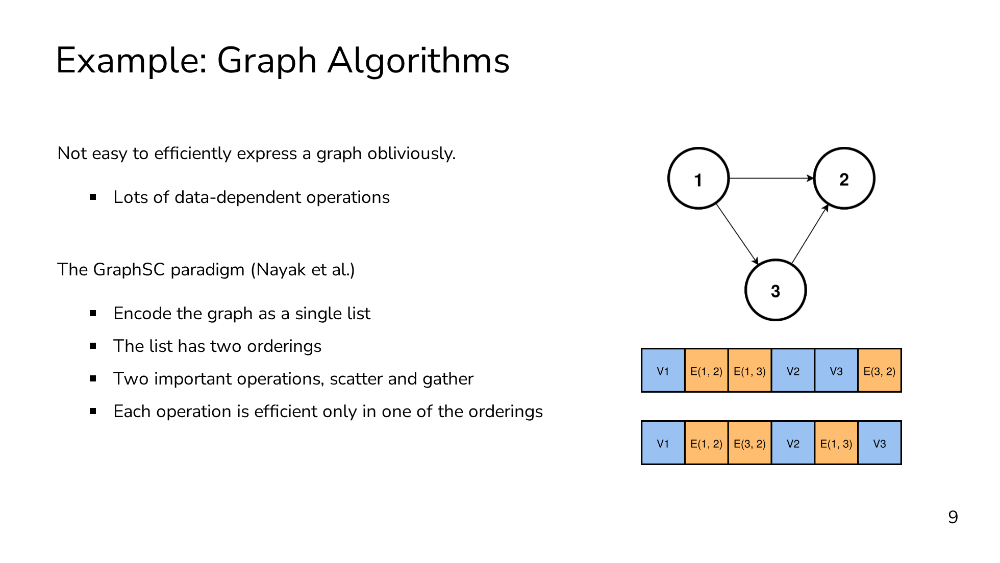 Example: Graph Algorithms
Not easy to efficiently express a graph obliviously.
Lots of data-dependent operations
The GraphSC paradigm (Nayak et al.)
Encode the graph as a single list
The list has two orderings
Two important operations, scatter and gather
Each operation is efficient only in one of the orderings
1
2
3
V1 E(1, 2) E(1, 3) V2 V3 E(3, 2)
V1 E(1, 2) E(3, 2) V2 E(1, 3) V3
9